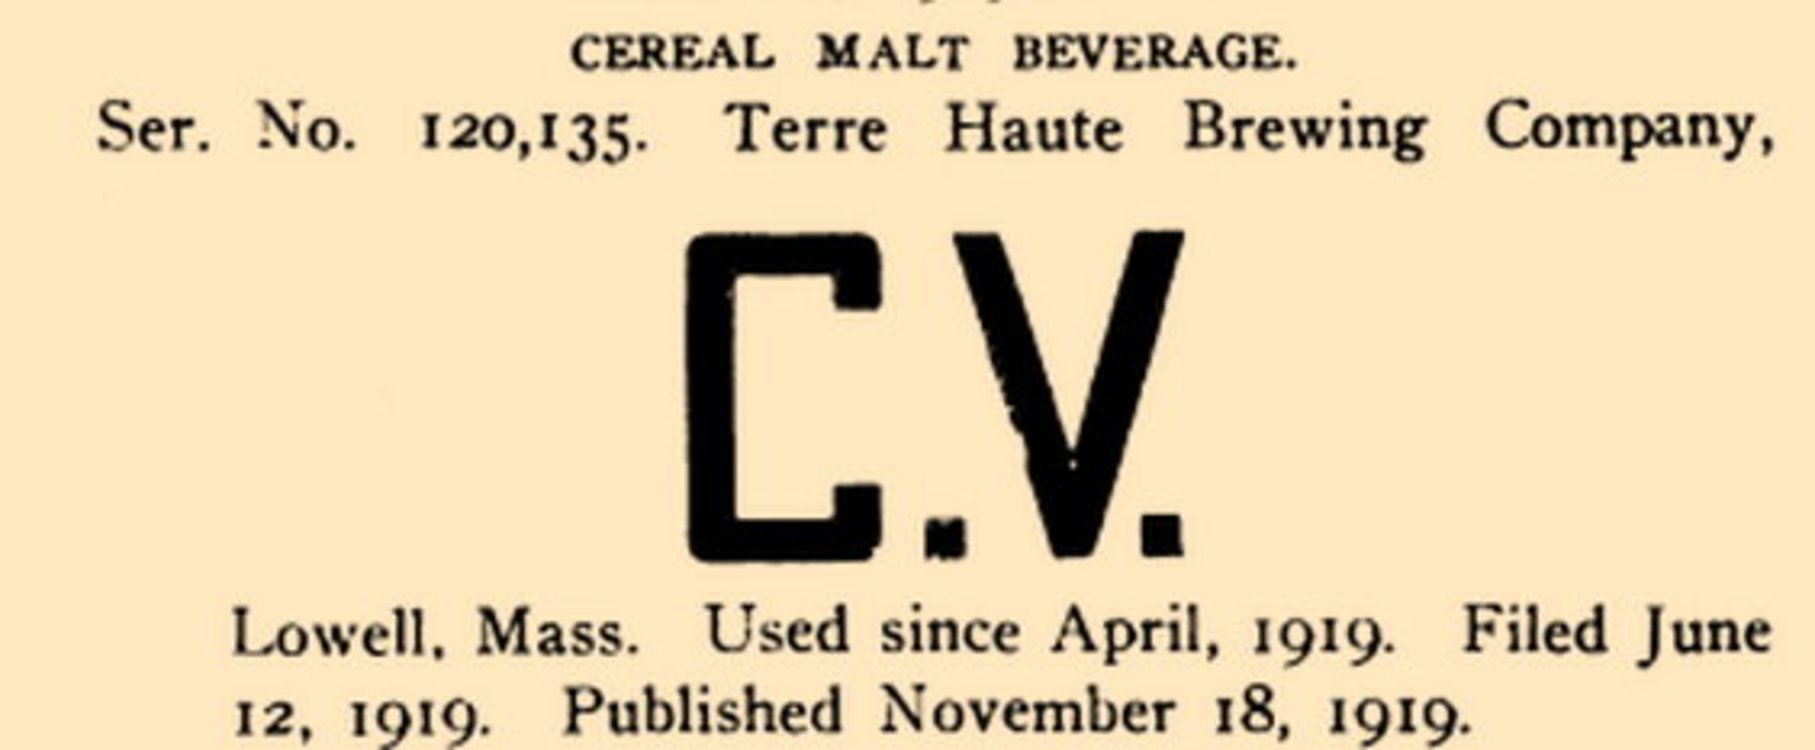 CEREAL MALT BEVERAGE.
Ser. No. 120,135. Terre Haute Brewing Company,
C.V.
Lowell, Mass. Used since April, 1919. Filed June
12, 1919. Published November 18, 1919.